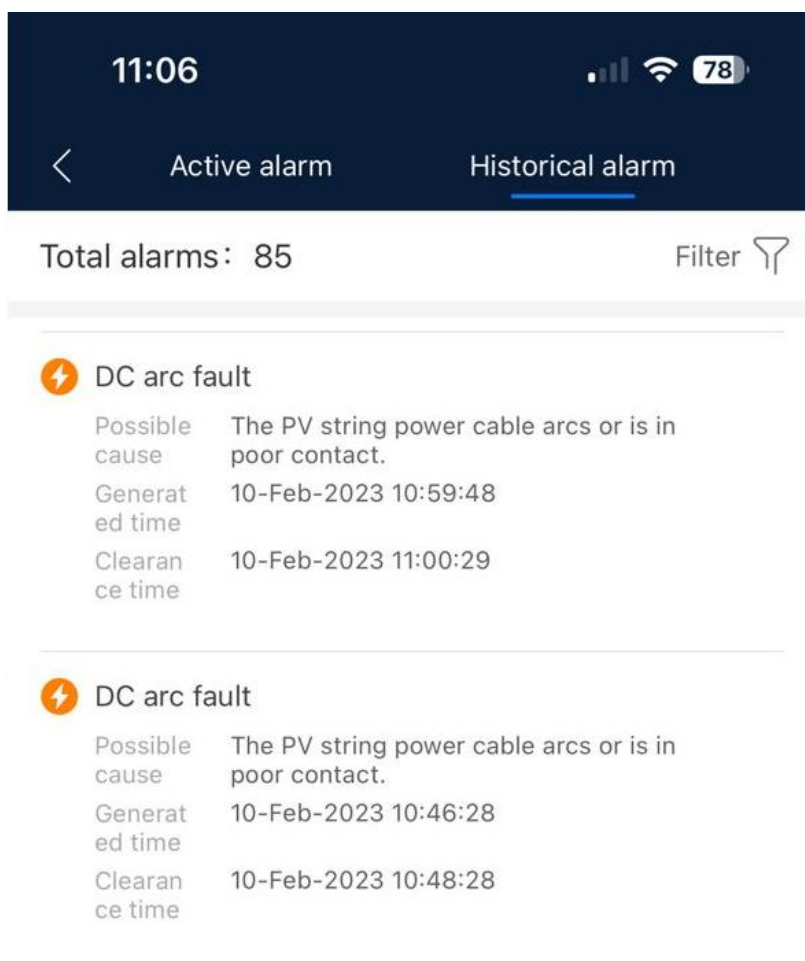 11:06
78
Active alarm Historical alarm
Total alarms: 85 Filter
DC arc fault
Possible The PV string power cable arcs or is in
cause poor contact.
Generat 10-Feb-2023 10:59:48
ed time
Clearan 10-Feb-2023 11:00:29
ce time
DC arc fault
Possible The PV string power cable arcs or is in
cause poor contact.
Generat 10-Feb-2023 10:46:28
ed time
Clearan 10-Feb-2023 10:48:28
ce time